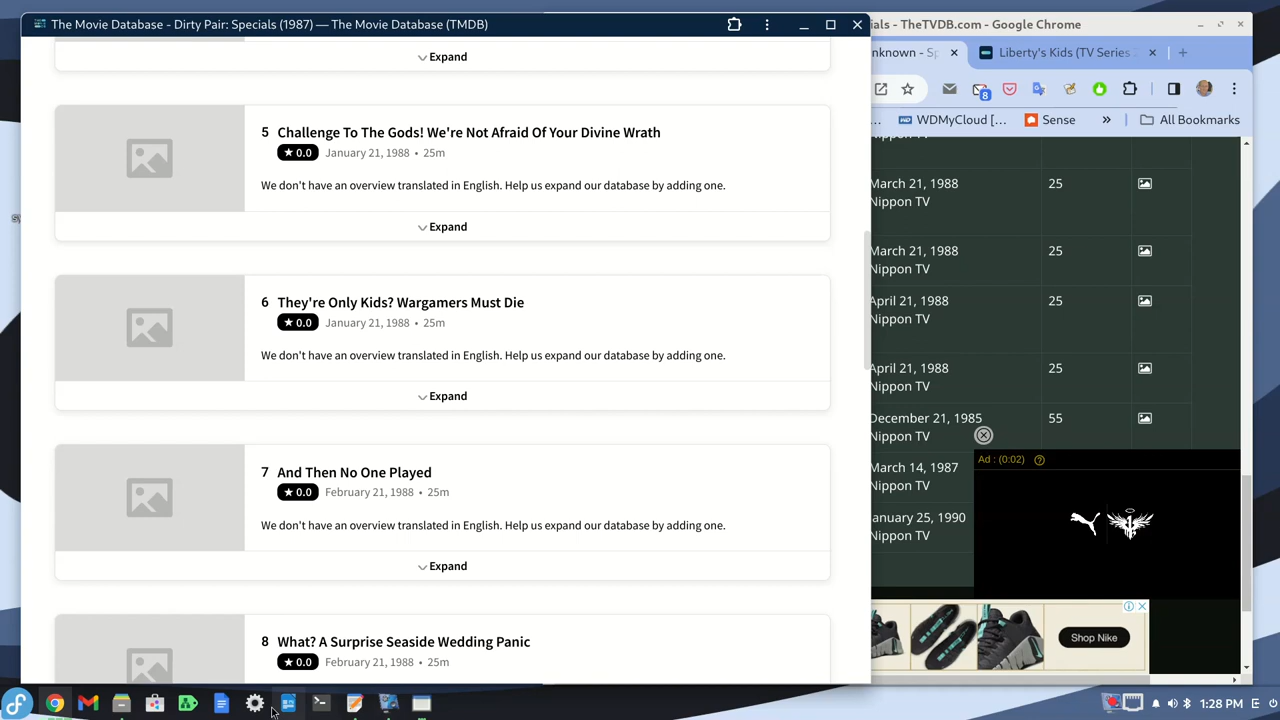 The Movie Database - Dirty Pair: Specials (1987) — The Movie Database (TMDB)
Expand
5 Challenge To The Gods! We're Not Afraid Of Your Divine Wrath
★ 0.0 January 21, 1988 • 25m
We don't have an overview translated in English. Help us expand our database by adding one.
Expand
6 They're Only Kids? Wargamers Must Die
★ 0.0 January 21, 1988 • 25m
We don't have an overview translated in English. Help us expand our database by adding one.
Expand
7 And Then No One Played
★ 0.0 February 21, 1988 • 25m
We don't have an overview translated in English. Help us expand our database by adding one.
Expand
8 What? A Surprise Seaside Wedding Panic
★ 0.0 February 21, 1988 • 25m
ials - TheTVDB.com - Google Chrome
nknown - Sp
Liberty's Kids (TV Series
8
... WDMyCloud [... Sense » All Bookmarks
Nippon TV
March 21, 1988 25
Nippon TV
March 21, 1988 25
Nippon TV
April 21, 1988 25
Nippon TV
April 21, 1988 25
Nippon TV
December 21, 1985 55
Nippon TV
March 14, 1987
Nippon TV
anuary 25, 1990
Nippon TV
Ad : (0:02)
Shop Nike
1:28 PM